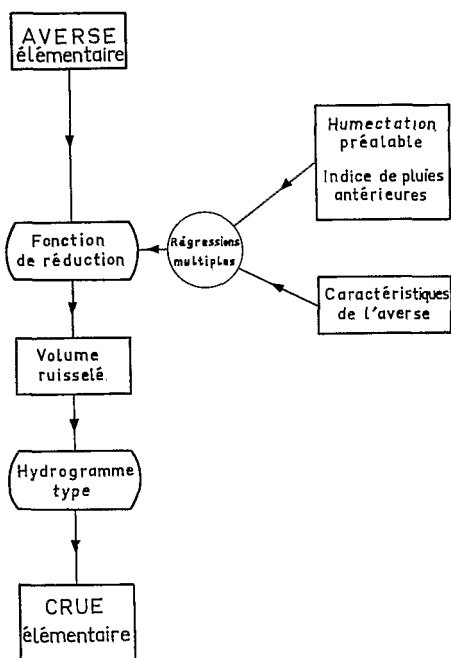 AVERSE
élémentaire
Humectation
préalable
Indice de pluies
antérieures
Fonction
de réduction
Régressions
multiples
Caractéristiques
de l'averse
Volume
ruisselé.
Hydrogramme
type
CRUE
élémentaire